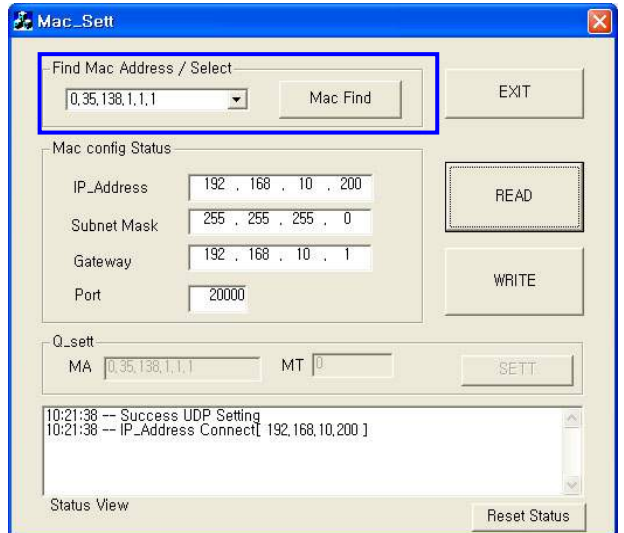 Mac_Sett
Find Mac Address / Select
0,35,138,1,1,1
Mac Find
EXIT
Mac config Status
IP_Address 192 . 168 . 10 . 200
Subnet Mask 255 . 255 . 255 . 0
Gateway 192 . 168 . 10 . 1
Port 20000
READ
WRITE
Q_sett
MA 0,35,138,1,1,1 MT 0 SETT
10:21:38 -- Success UDP Setting
10:21:38 -- IP_Address Connect[ 192,168,10,200 ]
Status View
Reset Status